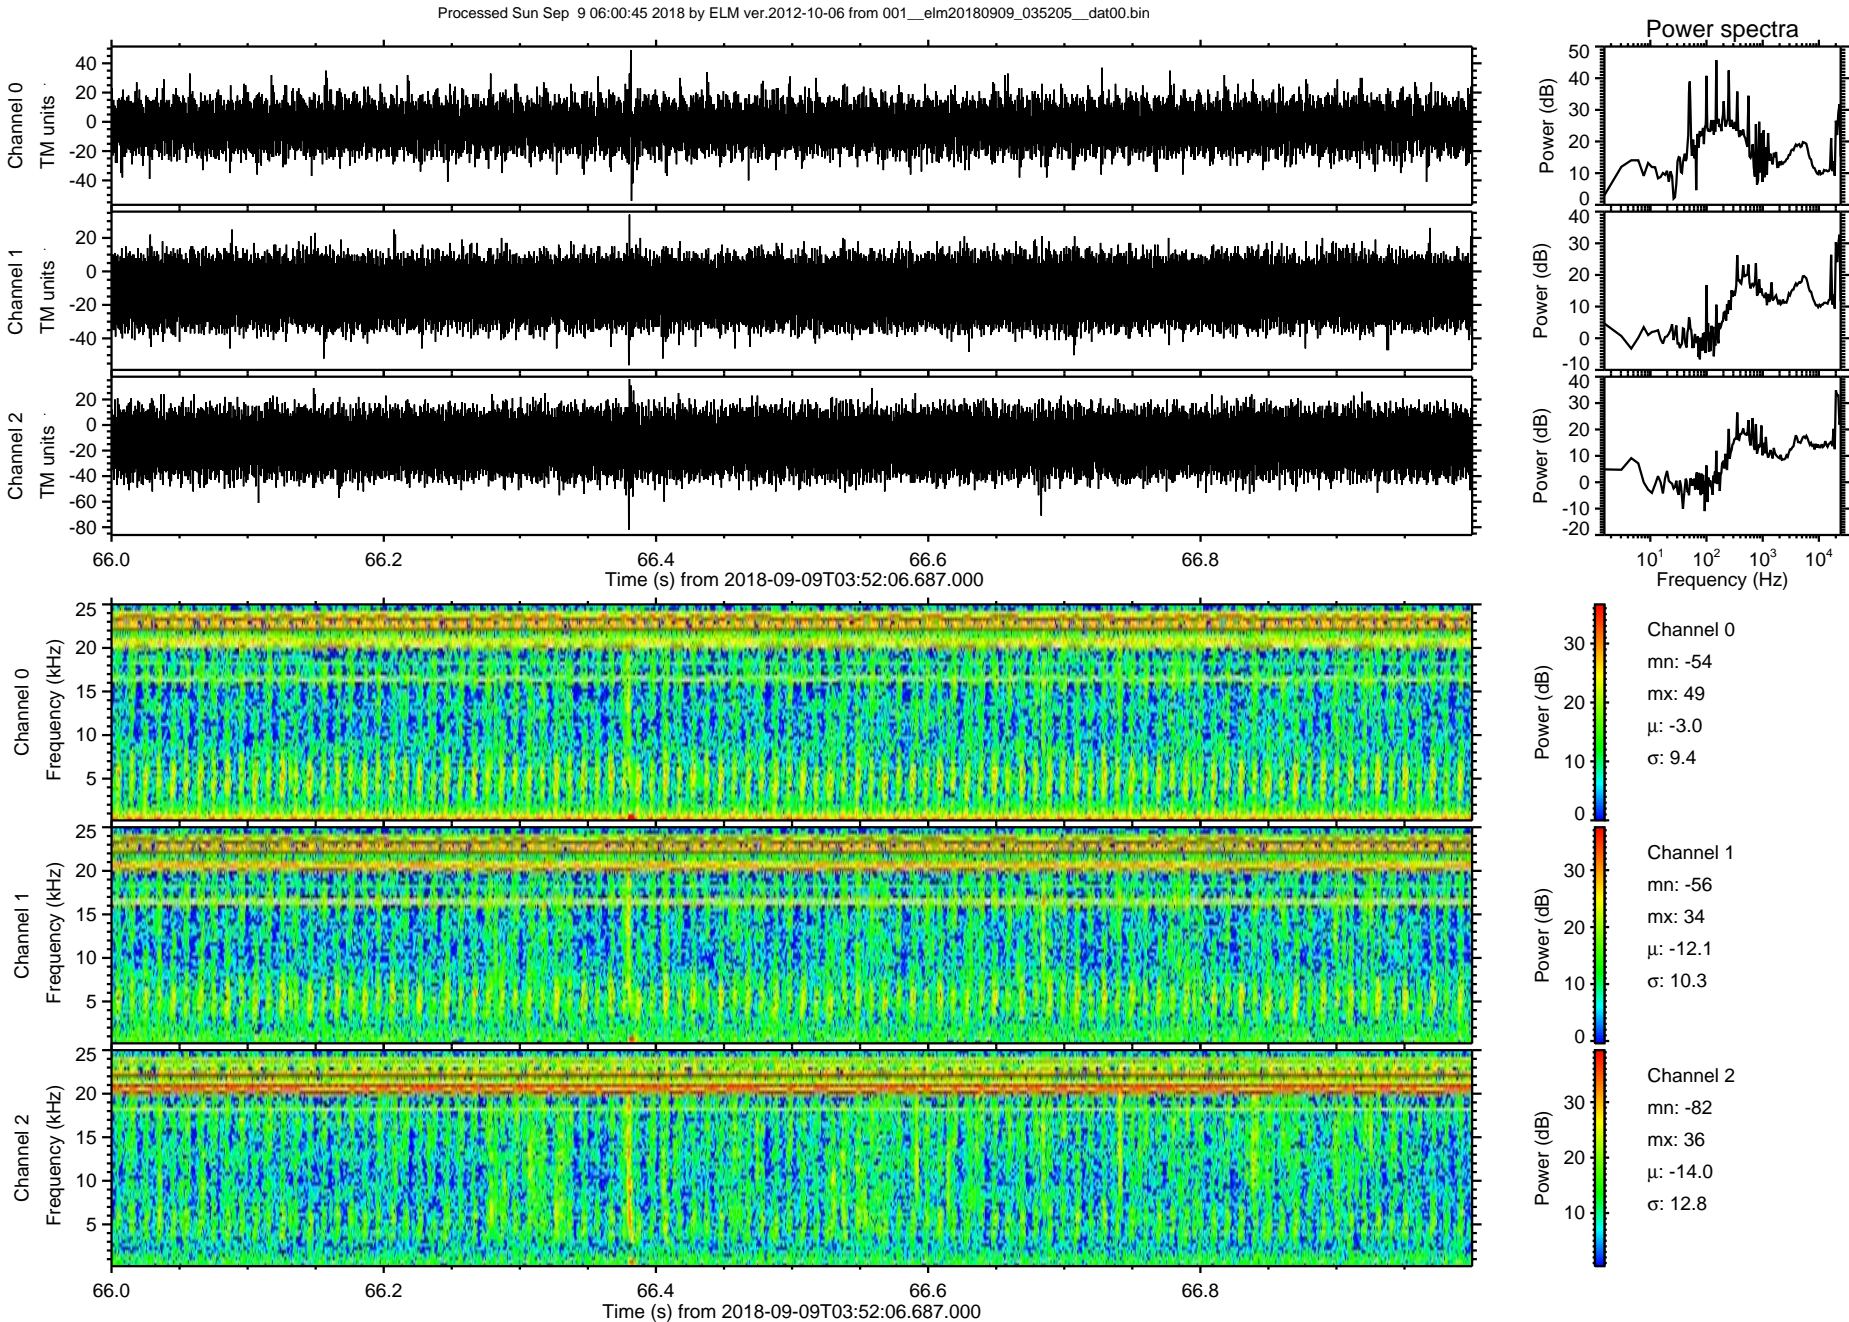 Processed Sun Sep  9 06:00:45 2018 by ELM ver.2012-10-06 from 001__elm20180909_035205__dat00.bin
Power spectra
Channel 0
TM units
40
20
0
-20
-40
Power (dB)
50
40
30
20
10
0
Channel 1
TM units
20
0
-20
-40
Power (dB)
40
30
20
10
0
-10
Channel 2
TM units
20
0
-20
-40
-60
-80
Power (dB)
40
30
20
10
0
-10
-20
66.0 66.2 66.4 66.6 66.8
Time (s) from 2018-09-09T03:52:06.687.000
10^1 10^2 10^3 10^4
Frequency (Hz)
Channel 0
Frequency (kHz)
25
20
15
10
5
Power (dB)
30
20
10
0
Channel 0
mn: -54
mx: 49
μ: -3.0
σ: 9.4
Channel 1
Frequency (kHz)
25
20
15
10
5
Power (dB)
30
20
10
0
Channel 1
mn: -56
mx: 34
μ: -12.1
σ: 10.3
Channel 2
Frequency (kHz)
25
20
15
10
5
Power (dB)
30
20
10
Channel 2
mn: -82
mx: 36
μ: -14.0
σ: 12.8
66.0 66.2 66.4 66.6 66.8
Time (s) from 2018-09-09T03:52:06.687.000